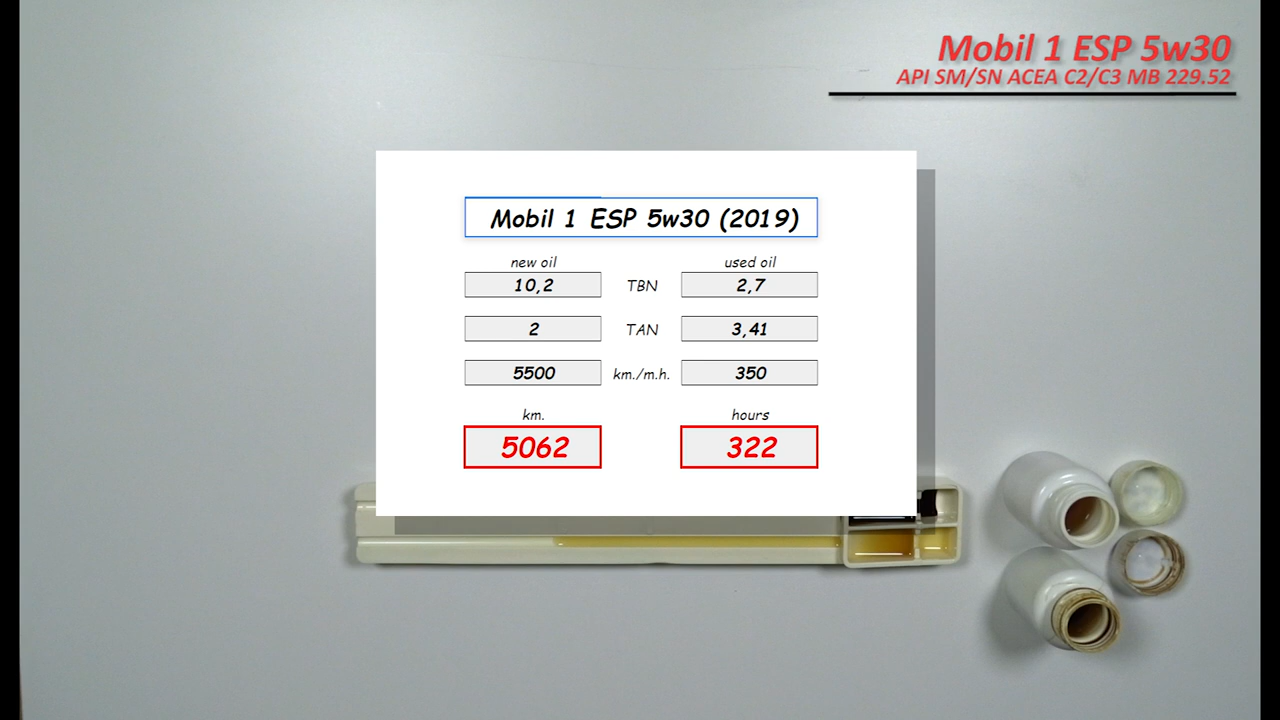 Mobil 1 ESP 5w30
API SM/SN ACEA C2/C3 MB 229.52
Mobil 1 ESP 5w30 (2019)
new oil used oil
10,2 TBN 2,7
2 TAN 3,41
5500 km./m.h. 350
km. hours
5062 322